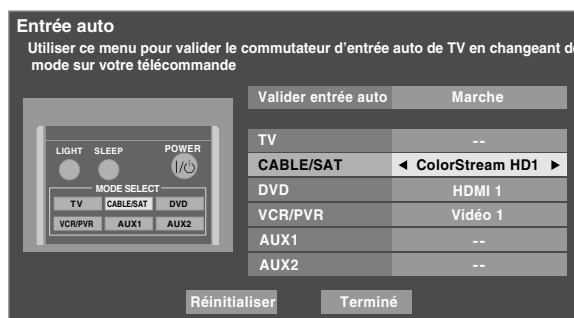 Entrée auto
Utiliser ce menu pour valider le commutateur d'entrée auto de TV en changeant de
mode sur votre télécommande
Valider entrée auto Marche
LIGHT SLEEP POWER
MODE SELECT
TV CABLE/SAT DVD
VCR/PVR AUX1 AUX2
TV --
CABLE/SAT ◄ ColorStream HD1 ►
DVD HDMI 1
VCR/PVR Vidéo 1
AUX1 --
AUX2 --
Réinitialiser Terminé